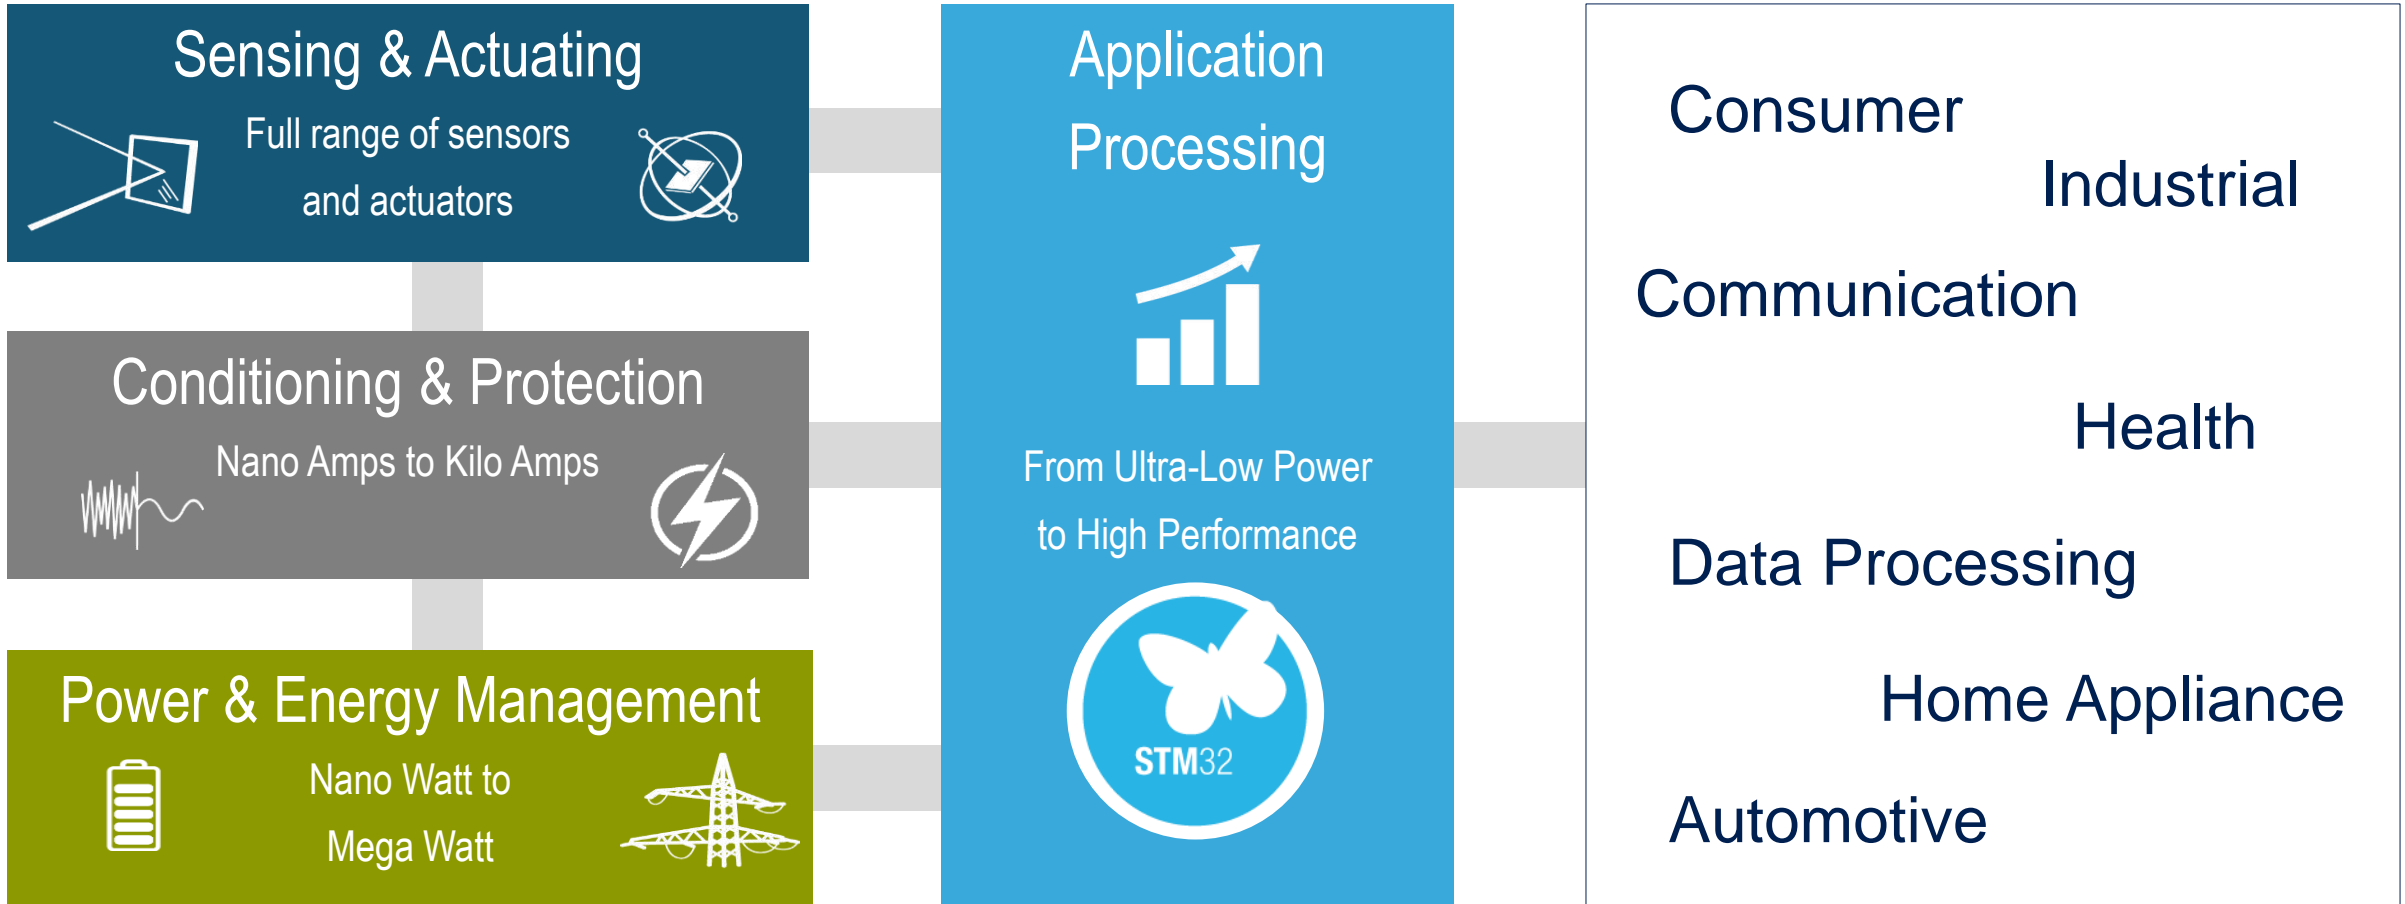 Sensing & Actuating
Full range of sensors
and actuators
Conditioning & Protection
Nano Amps to Kilo Amps
Power & Energy Management
Nano Watt to
Mega Watt
Application
Processing
From Ultra-Low Power
to High Performance
STM32
Consumer
Industrial
Communication
Health
Data Processing
Home Appliance
Automotive